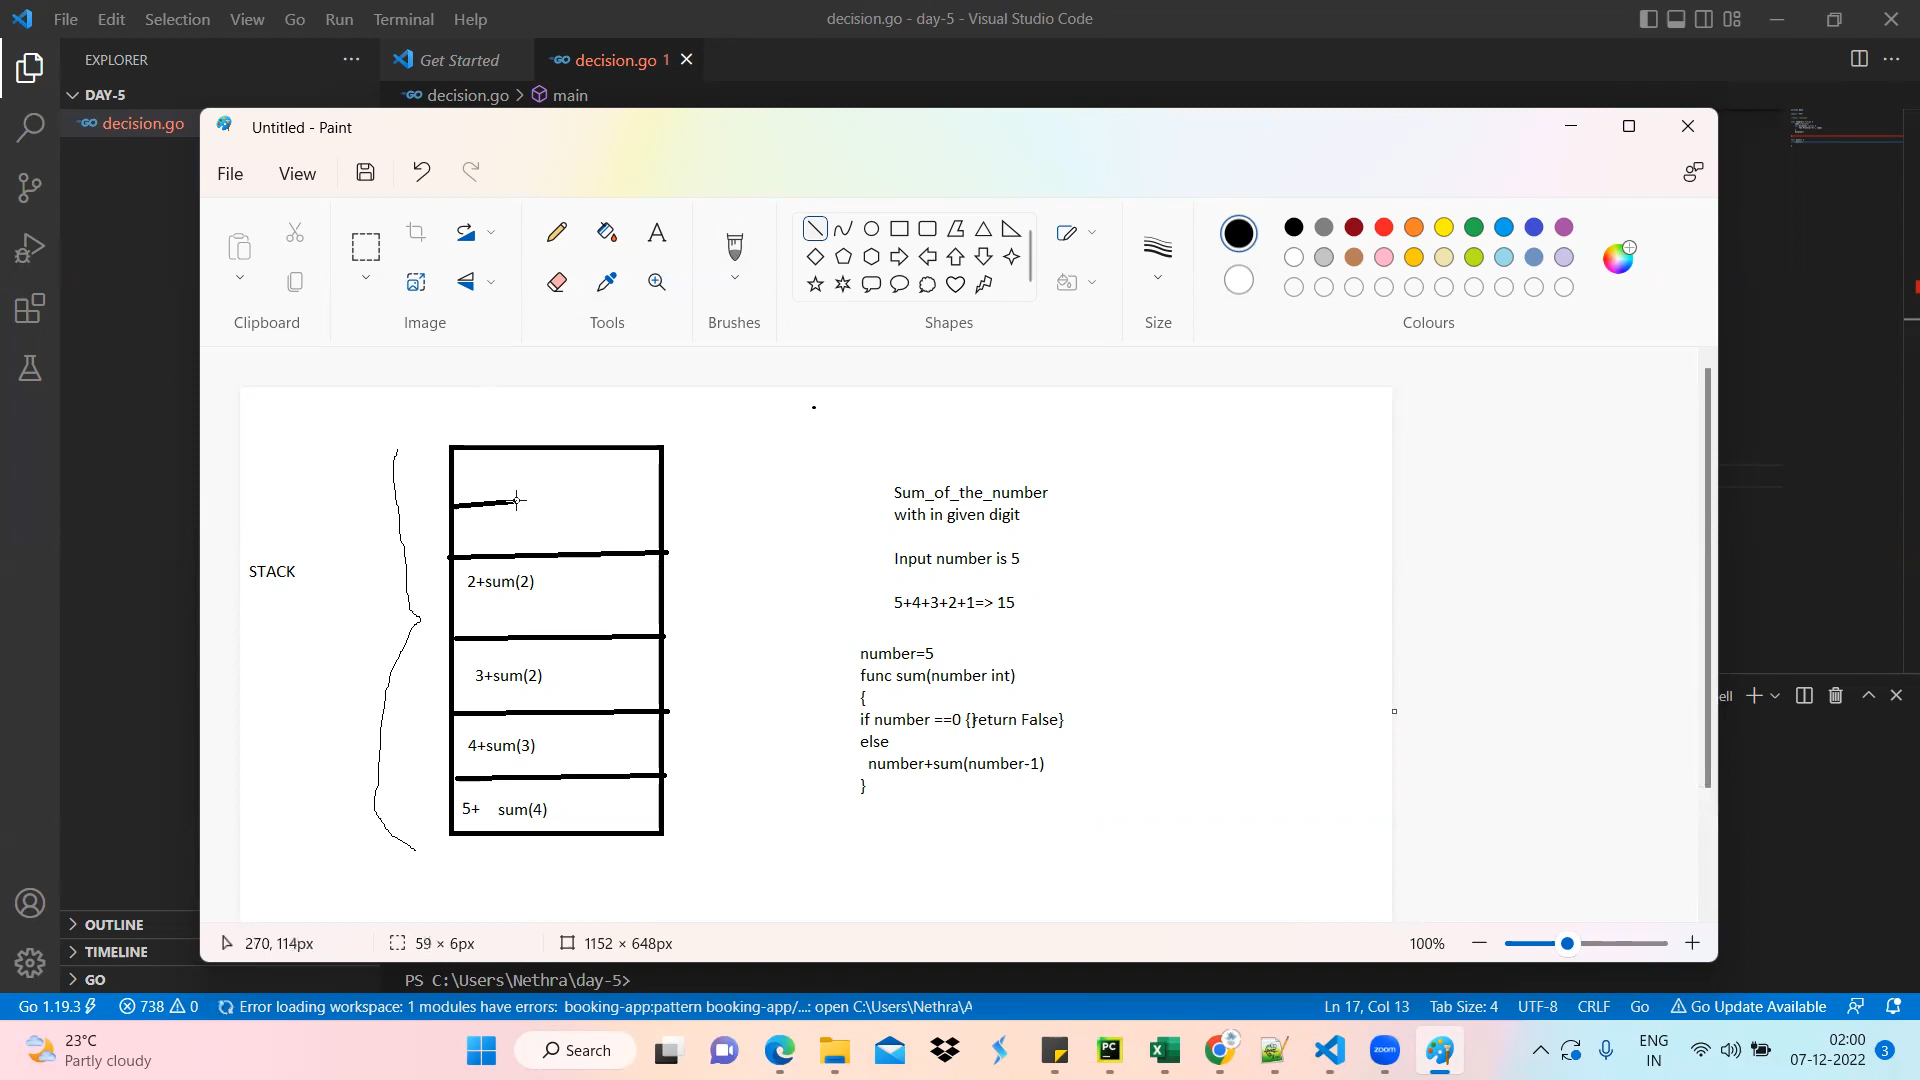 File Edit Selection View Go Run Terminal Help
decision.go - day-5 - Visual Studio Code
EXPLORER
Get Started
decision.go 1
DAY-5
decision.go > main
decision.go
Untitled - Paint
File View
Clipboard
Image
Tools
Brushes
Shapes
Size
Colours
STACK
2+sum(2)
3+sum(2)
4+sum(3)
5+ sum(4)
Sum_of_the_number
with in given digit
Input number is 5
5+4+3+2+1=> 15
number=5
func sum(number int)
{
if number ==0 {}return False}
else
number+sum(number-1)
}
ell
OUTLINE
TIMELINE
GO
270, 114px
59 × 6px
1152 × 648px
100%
PS C:\Users\Nethra\day-5>
Go 1.19.3
738 0
Error loading workspace: 1 modules have errors: booking-app:pattern booking-app/...: open C:\Users\Nethra\A
Ln 17, Col 13
Tab Size: 4
UTF-8
CRLF
Go
Go Update Available
23°C
Partly cloudy
Search
PC
zoom
ENG
IN
02:00
07-12-2022
3